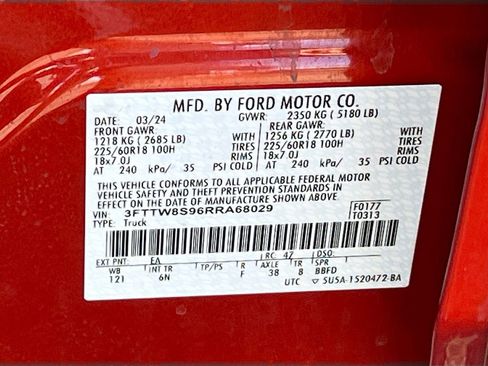 MFD. BY FORD MOTOR CO.
DATE: 03/24 GVWR: 2350 KG ( 5180 LB)
FRONT GAWR: REAR GAWR:
1218 KG ( 2685 LB) WITH 1256 KG ( 2770 LB) WITH
225/60R18 100H TIRES 225/60R18 100H TIRES
18x7.0J RIMS 18x7.0J RIMS
AT 240 kPa/ 35 PSI COLD AT 240 kPa/ 35 PSI COLD
THIS VEHICLE CONFORMS TO ALL APPLICABLE FEDERAL MOTOR
VEHICLE SAFETY AND THEFT PREVENTION STANDARDS IN
EFFECT ON THE DATE OF MANUFACTURE SHOWN ABOVE.
VIN: 3FTTW8S96RRA68029 F0177
TYPE: Truck T0313
EXT PNT: EA RC: 47 DSO:
WB INT TR TP/PS R AXLE TR SPR
121 6N F 38 8 BBFD
UTC 5U5A-1520472-BA